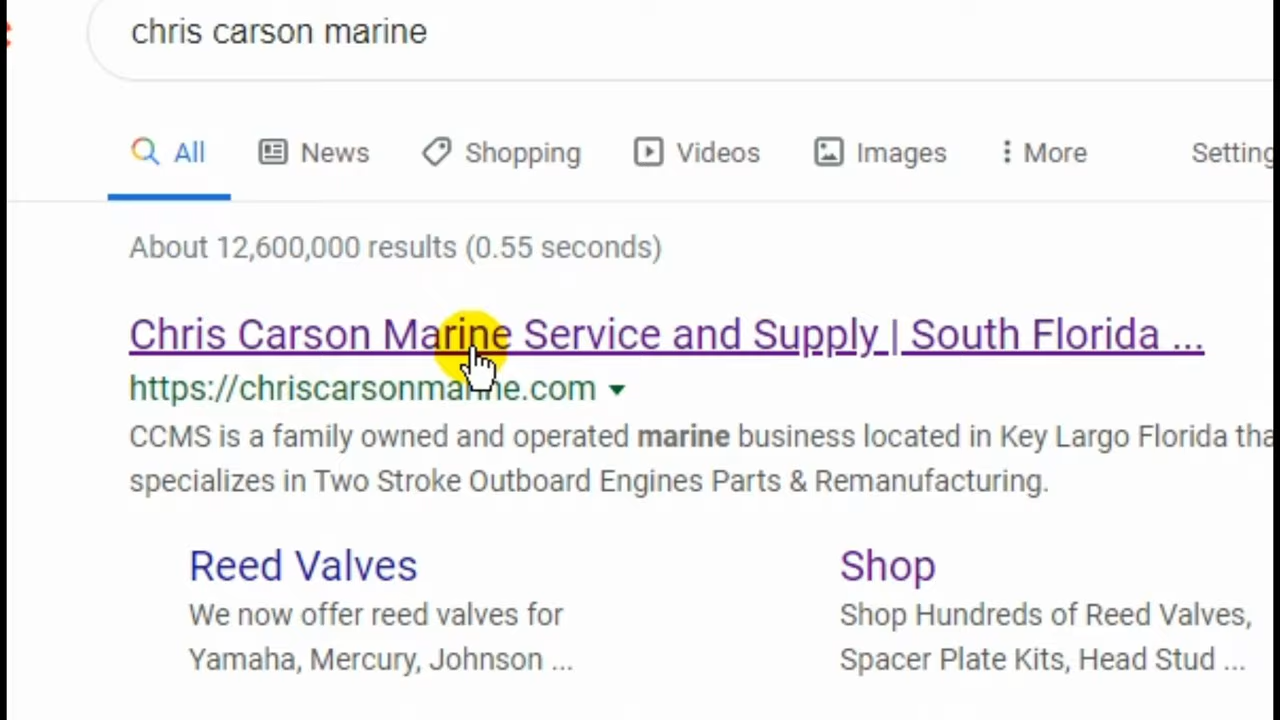 chris carson marine
All News Shopping Videos Images More Setting
About 12,600,000 results (0.55 seconds)
Chris Carson Marine Service and Supply | South Florida ...
https://chriscarsonmarine.com
CCMS is a family owned and operated marine business located in Key Largo Florida tha
specializes in Two Stroke Outboard Engines Parts & Remanufacturing.
Reed Valves Shop
We now offer reed valves for Shop Hundreds of Reed Valves,
Yamaha, Mercury, Johnson ... Spacer Plate Kits, Head Stud ...